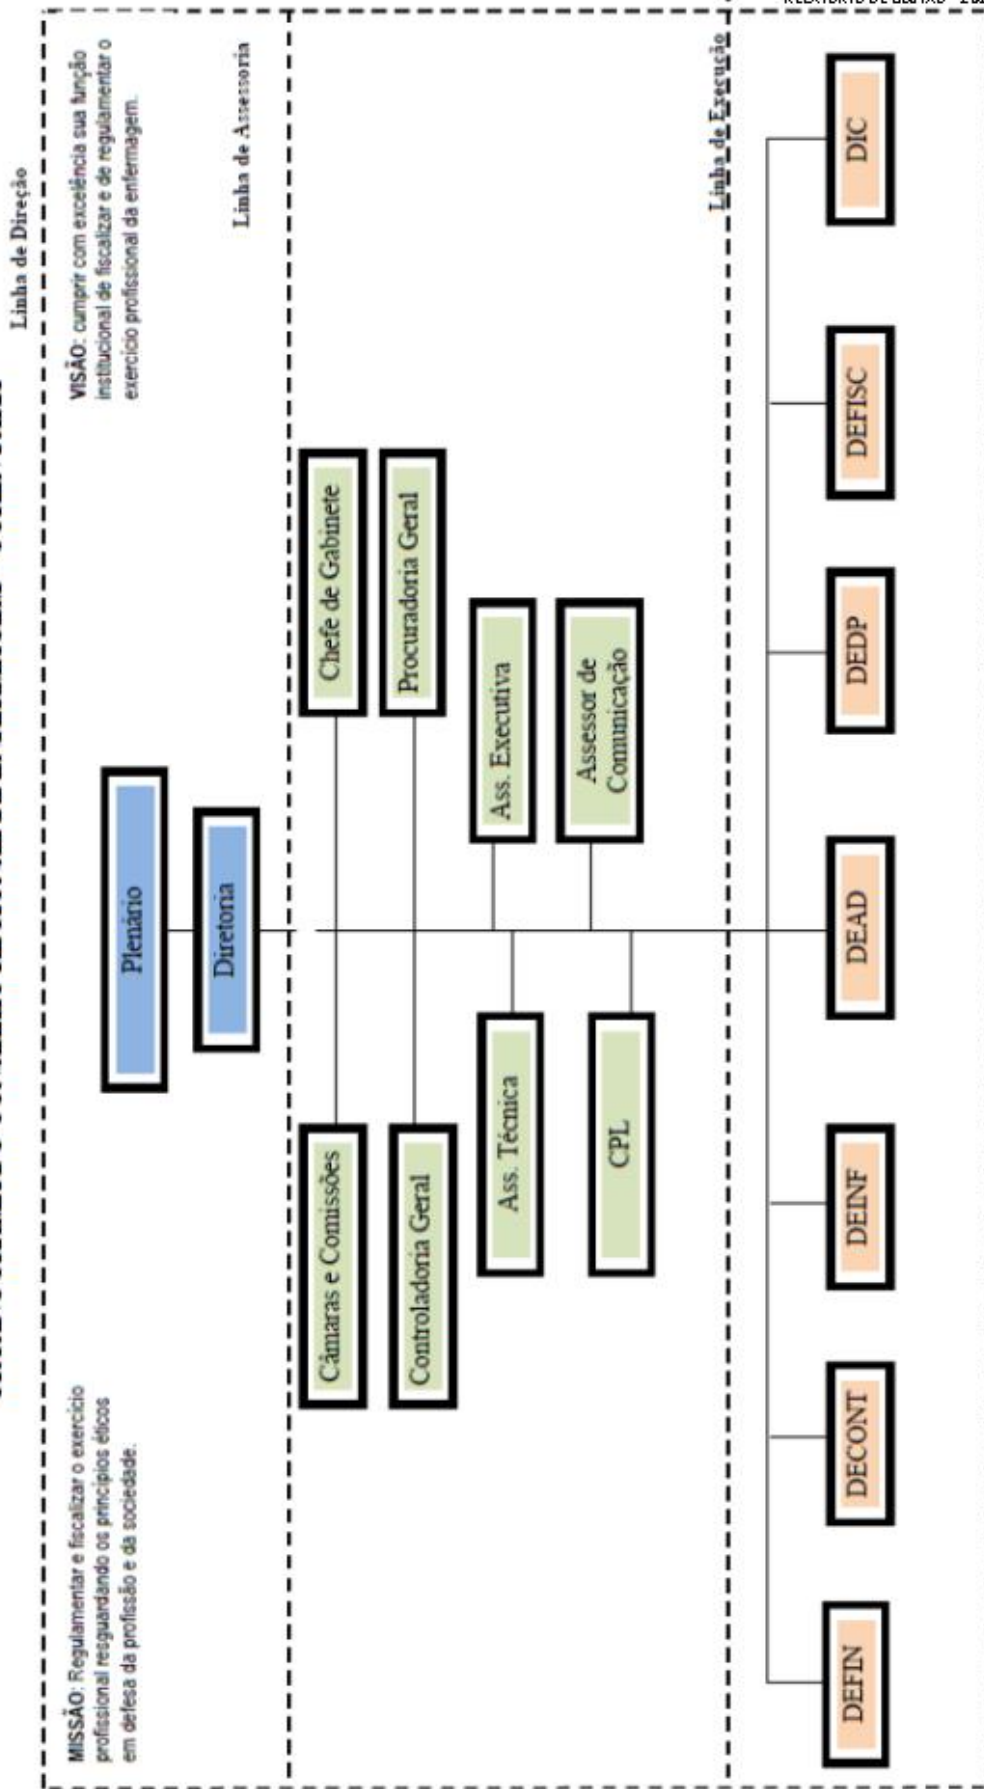 Linha de Direção
MISSÃO: Regulamentar e fiscalizar o exercício
profissional resguardando os princípios éticos
em defesa da profissão e da sociedade.
VISÃO: cumprir com excelência sua função
institucional de fiscalizar e de regulamentar o
exercício profissional da enfermagem.
Plenário
Diretoria
Linha de Assessoria
Câmaras e Comissões
Chefe de Gabinete
Controladoria Geral
Procuradoria Geral
Ass. Técnica
Ass. Executiva
CPL
Assessor de
Comunicação
Linha de Execução
DEFIN
DECONT
DEINF
DEAD
DEDP
DEFISC
DIC